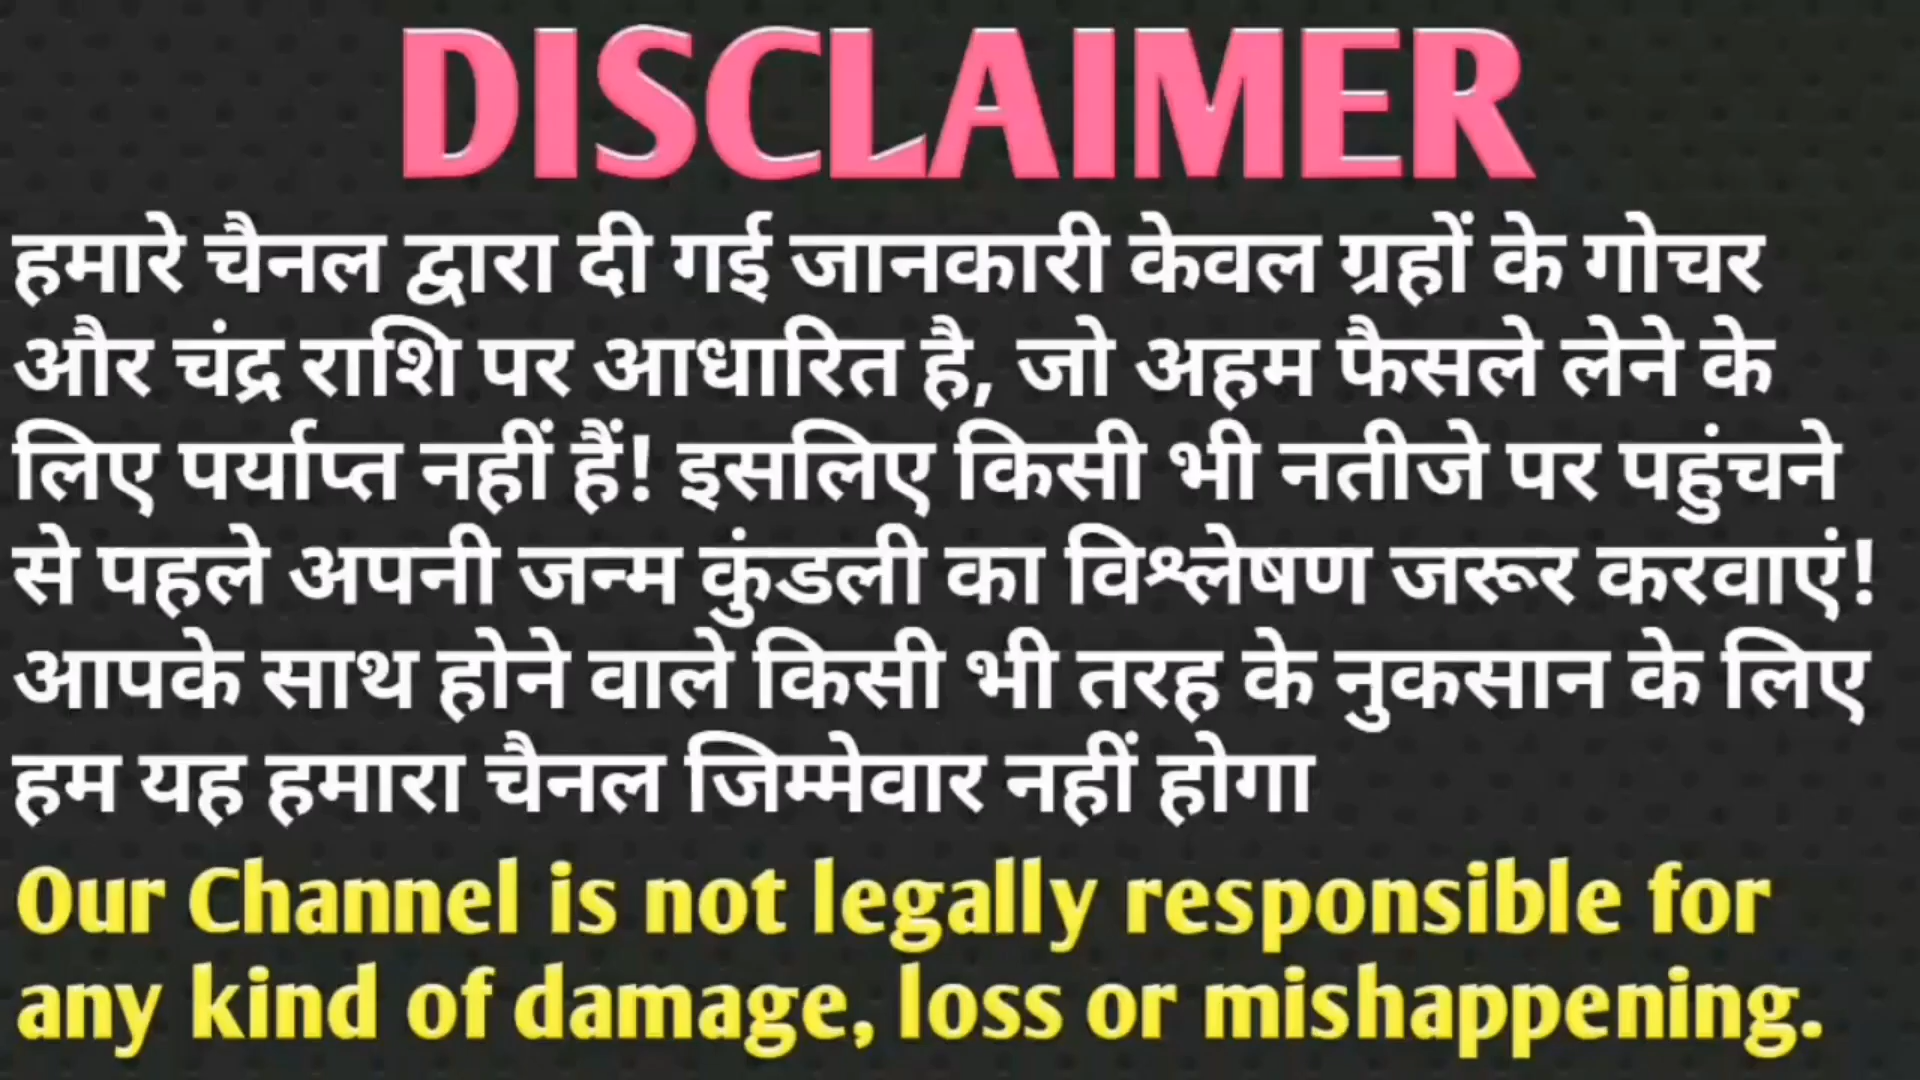 DISCLAIMER
हमारे चैनल द्वारा दी गई जानकारी केवल ग्रहों के गोचर
और चंद्र राशि पर आधारित है, जो अहम फैसले लेने के
लिए पर्याप्त नहीं हैं! इसलिए किसी भी नतीजे पर पहुंचने
से पहले अपनी जन्म कुंडली का विश्लेषण जरूर करवाएं!
आपके साथ होने वाले किसी भी तरह के नुकसान के लिए
हम यह हमारा चैनल जिम्मेवार नहीं होगा
Our Channel is not legally responsible for
any kind of damage, loss or mishappening.